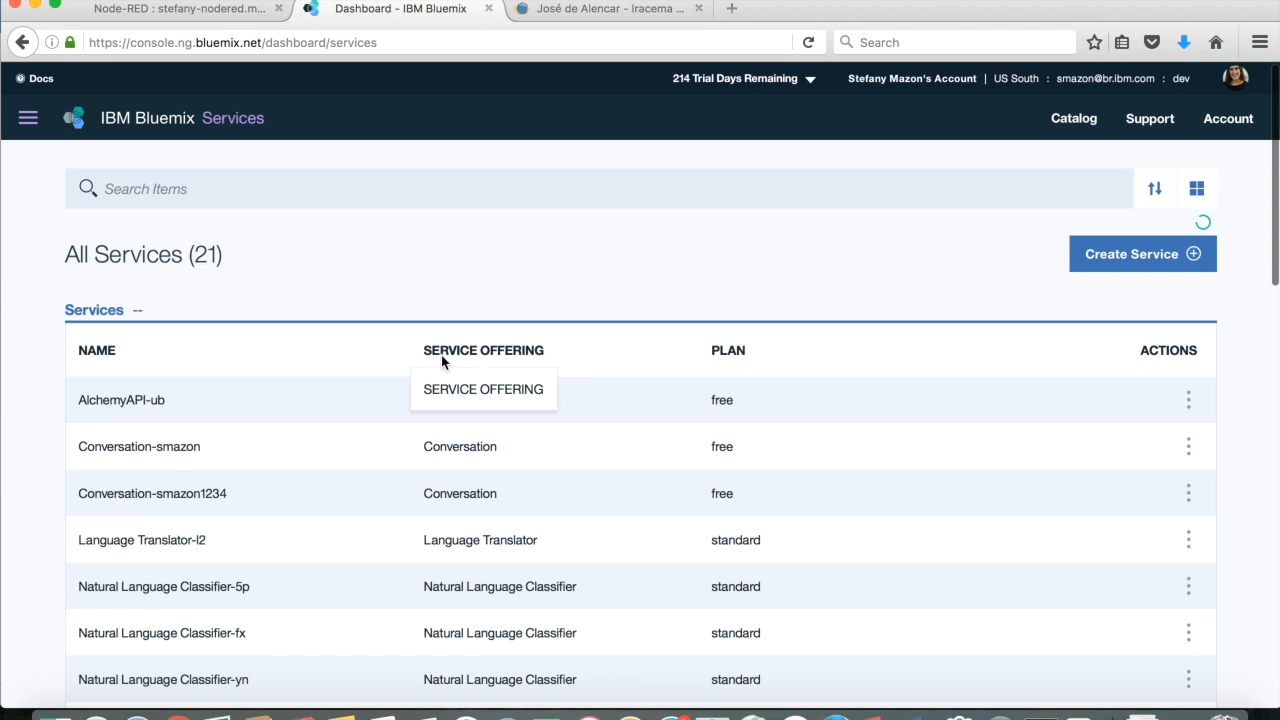 Node-RED : stefany-nodered.m...
Dashboard - IBM Bluemix
José de Alencar - Iracema ...
https://console.ng.bluemix.net/dashboard/services
Search
Docs
214 Trial Days Remaining
Stefany Mazon's Account | US South : smazon@br.ibm.com : dev
IBM Bluemix Services
Catalog
Support
Account
Search Items
All Services (21)
Create Service
Services --
NAME SERVICE OFFERING PLAN ACTIONS
SERVICE OFFERING
AlchemyAPI-ub free
Conversation-smazon Conversation free
Conversation-smazon1234 Conversation free
Language Translator-l2 Language Translator standard
Natural Language Classifier-5p Natural Language Classifier standard
Natural Language Classifier-fx Natural Language Classifier standard
Natural Language Classifier-yn Natural Language Classifier standard